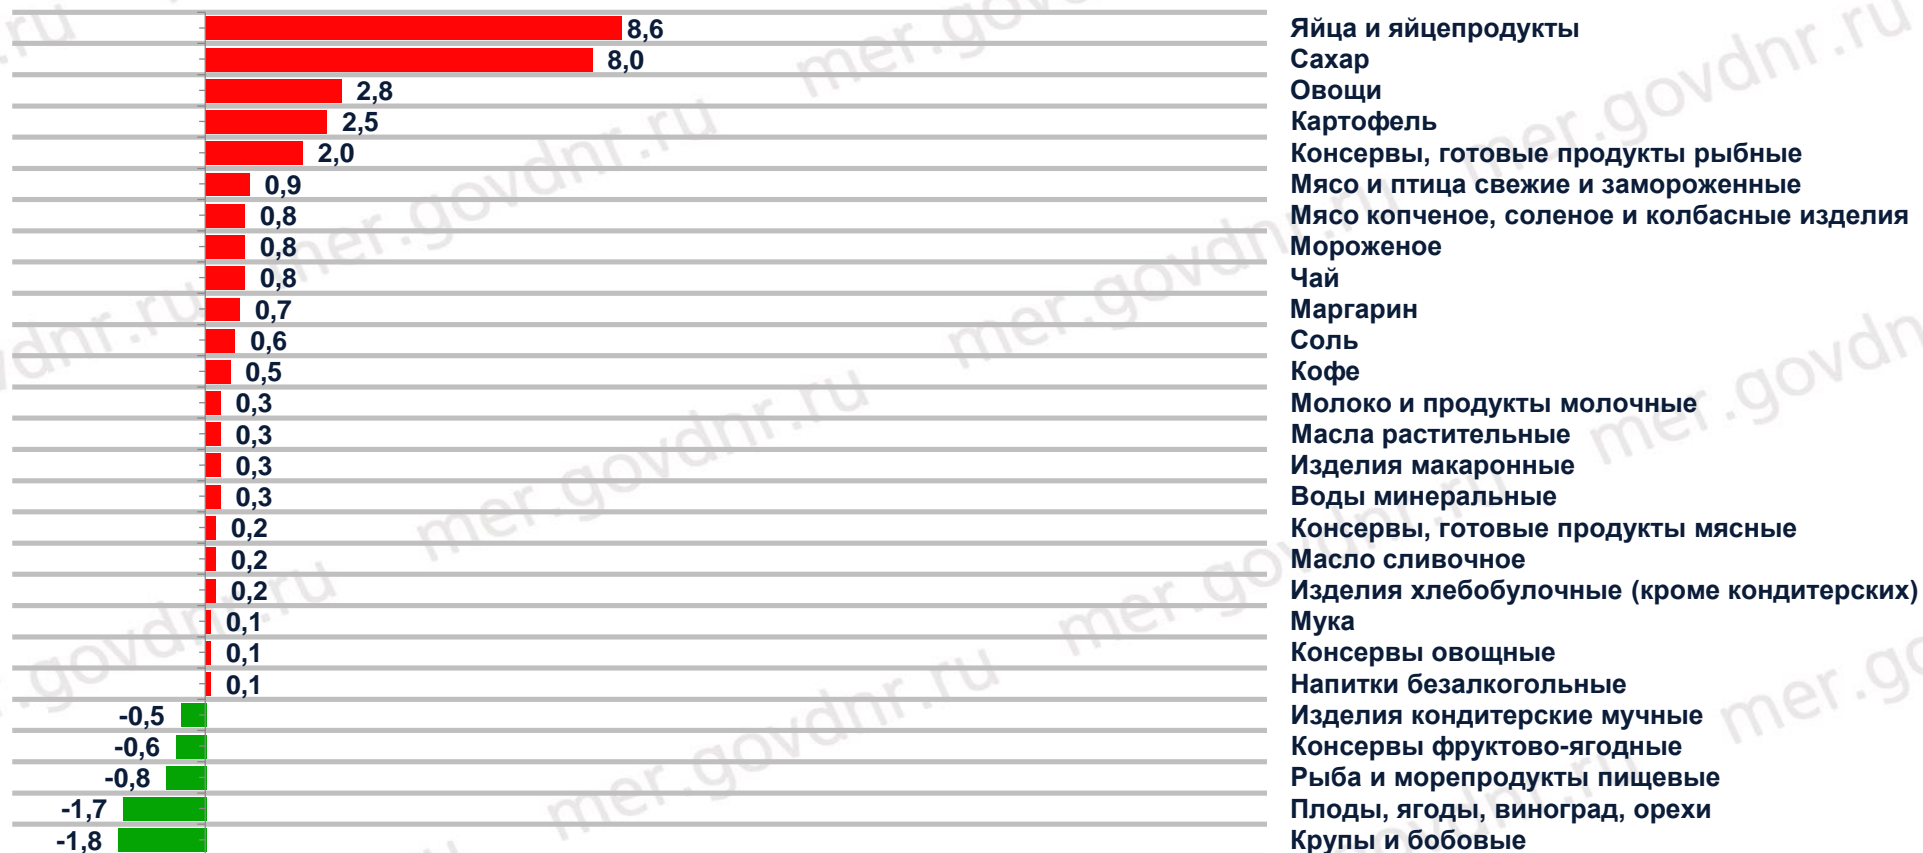 8,6 Яйца и яйцепродукты
8,0 Сахар
2,8 Овощи
2,5 Картофель
2,0 Консервы, готовые продукты рыбные
0,9 Мясо и птица свежие и замороженные
0,8 Мясо копченое, соленое и колбасные изделия
0,8 Мороженое
0,8 Чай
0,7 Маргарин
0,6 Соль
0,5 Кофе
0,3 Молоко и продукты молочные
0,3 Масла растительные
0,3 Изделия макаронные
0,3 Воды минеральные
0,2 Консервы, готовые продукты мясные
0,2 Масло сливочное
0,2 Изделия хлебобулочные (кроме кондитерских)
0,1 Мука
0,1 Консервы овощные
0,1 Напитки безалкогольные
-0,5 Изделия кондитерские мучные
-0,6 Консервы фруктово-ягодные
-0,8 Рыба и морепродукты пищевые
-1,7 Плоды, ягоды, виноград, орехи
-1,8 Крупы и бобовые
mer.govdnr.ru